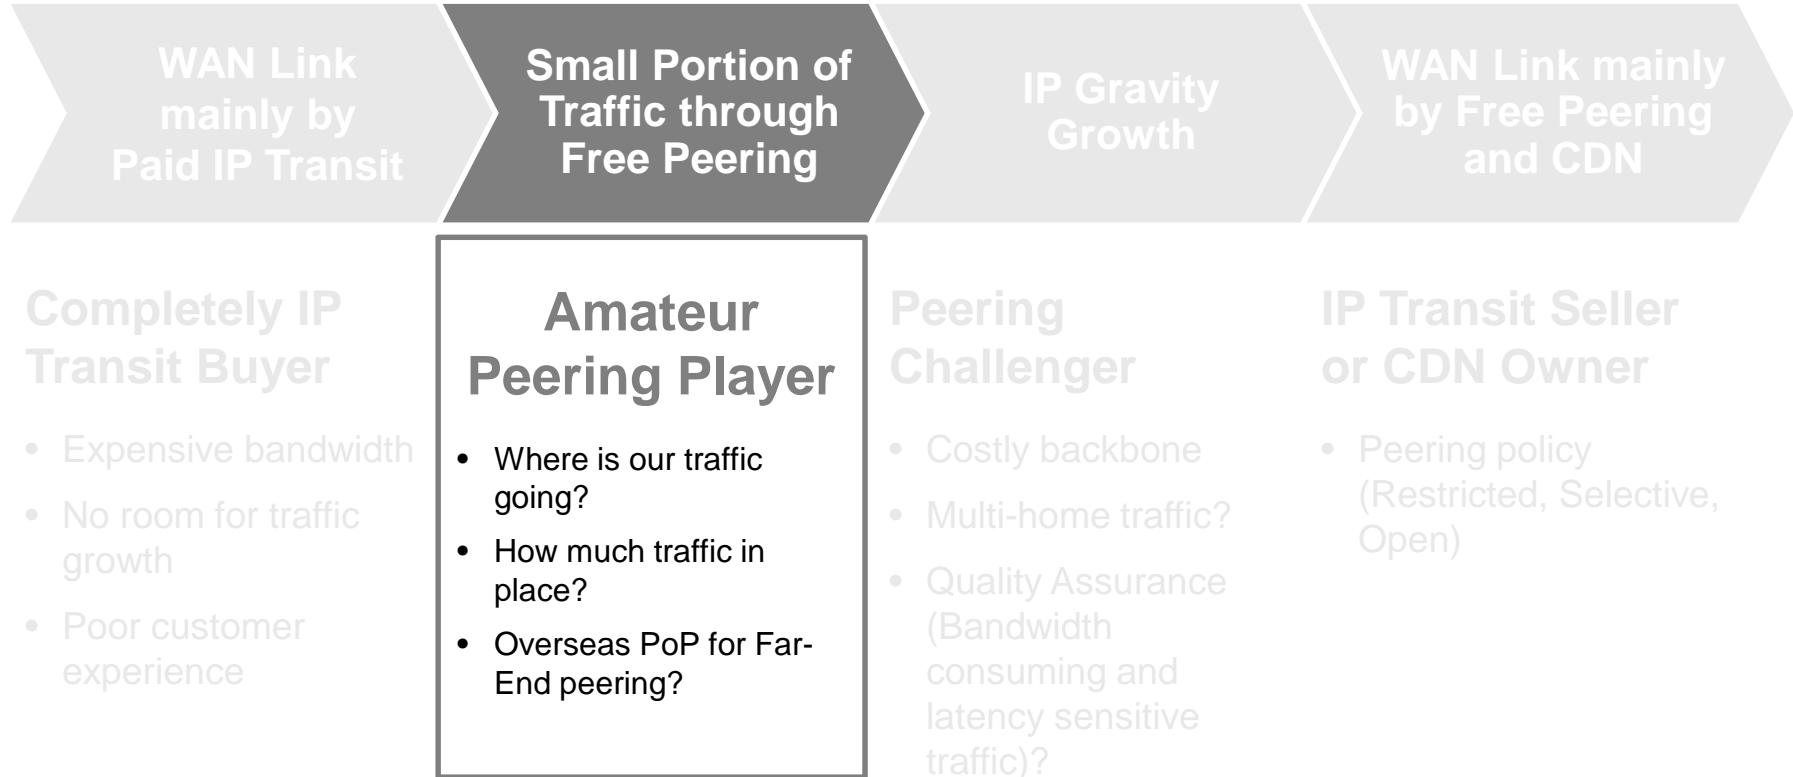 WAN Link
mainly by
Paid IP Transit
Small Portion of
Traffic through
Free Peering
IP Gravity
Growth
WAN Link mainly
by Free Peering
and CDN
Completely IP
Transit Buyer
• Expensive bandwidth
• No room for traffic
growth
• Poor customer
experience
Amateur
Peering Player
• Where is our traffic
going?
• How much traffic in
place?
• Overseas PoP for Far-
End peering?
Peering
Challenger
• Costly backbone
• Multi-home traffic?
• Quality Assurance
(Bandwidth
consuming and
latency sensitive
traffic)?
IP Transit Seller
or CDN Owner
• Peering policy
(Restricted, Selective,
Open)